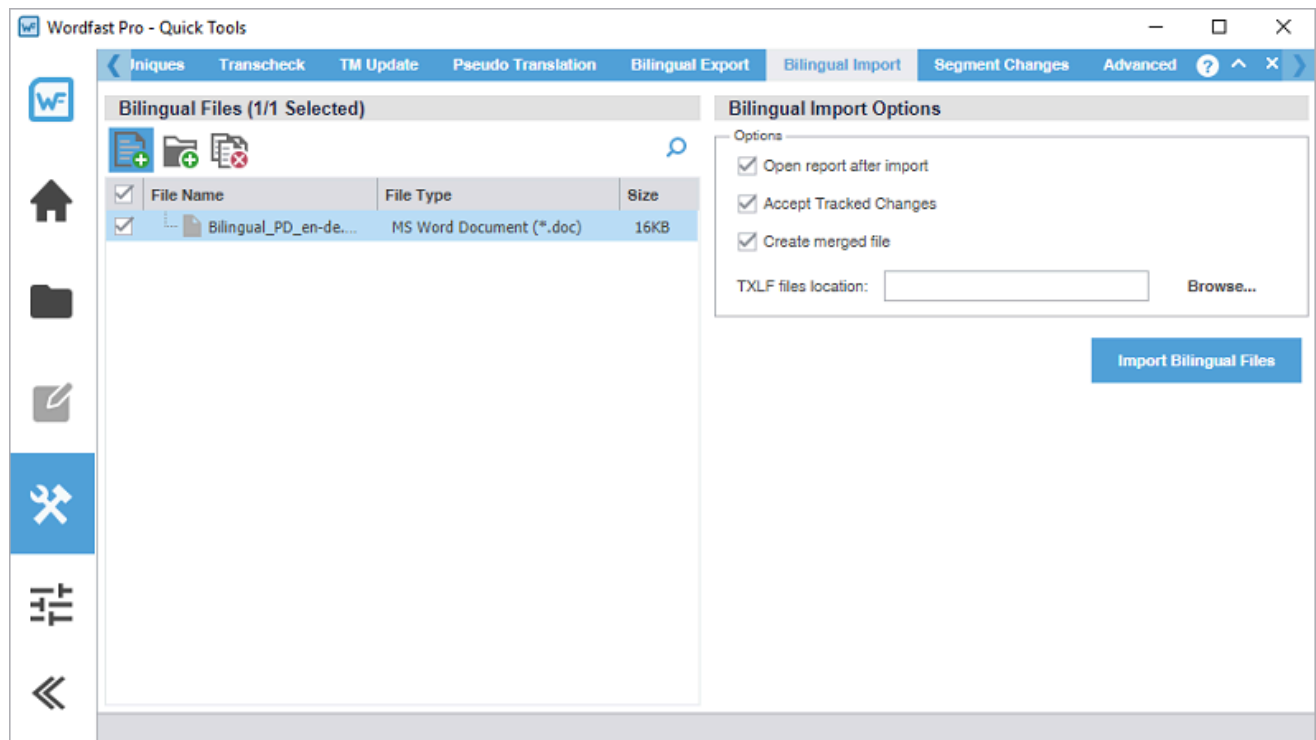 WF Wordfast Pro - Quick Tools
Iniques Transcheck TM Update Pseudo Translation Bilingual Export Bilingual Import Segment Changes Advanced ?
WF
Bilingual Files (1/1 Selected)
Bilingual Import Options
Options
Open report after import
File Name File Type Size
Accept Tracked Changes
Bilingual_PD_en-de.... MS Word Document (*.doc) 16KB
Create merged file
TXLF files location: Browse...
Import Bilingual Files